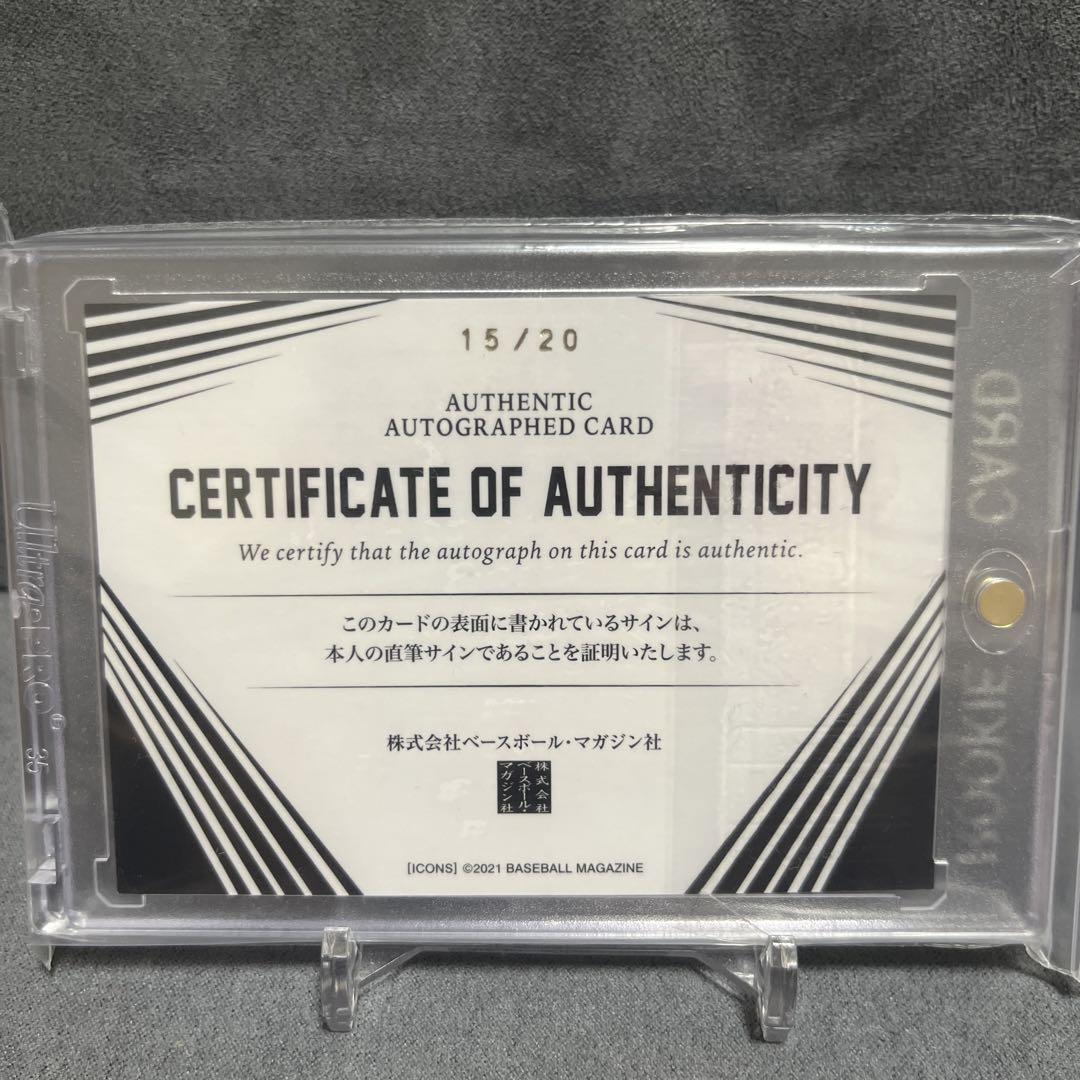 15/20
AUTHENTIC
AUTOGRAPHED CARD
CERTIFICATE OF AUTHENTICITY
We certify that the autograph on this card is authentic.
このカードの表面に書かれているサインは、
本人の直筆サインであることを証明いたします。
株式会社ベースボール・マガジン社
株式会社
ベースボール・
マガジン社
[ICONS] ©2021 BASEBALL MAGAZINE
Ultra PRO® 35
ROOKIE CARD